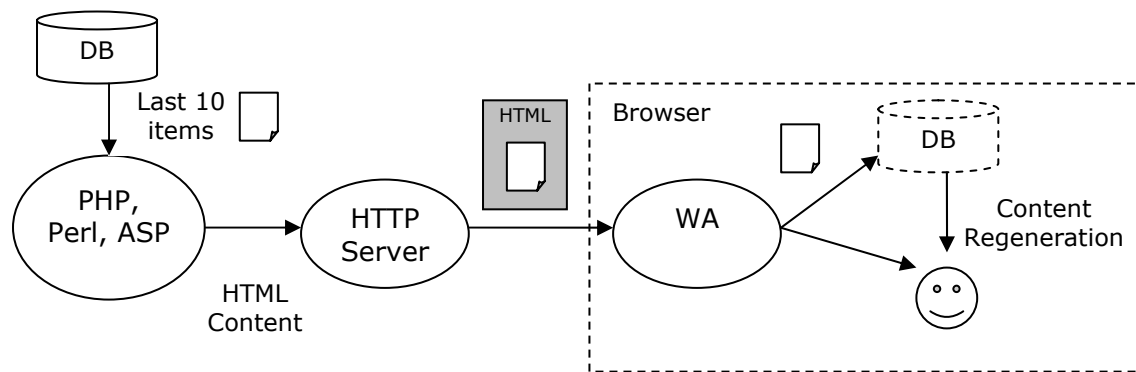 DB
Last 10
items
PHP,
Perl, ASP
HTML
Content
HTTP
Server
HTML
Browser
WA
DB
Content
Regeneration